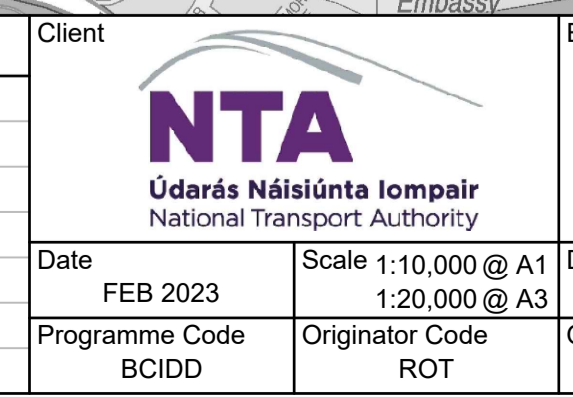 Embassy
Client
NTA
Údarás Náisiúnta Iompair
National Transport Authority
Date
FEB 2023
Scale 1:10,000 @ A1
1:20,000 @ A3
Programme Code
BCIDD
Originator Code
ROT